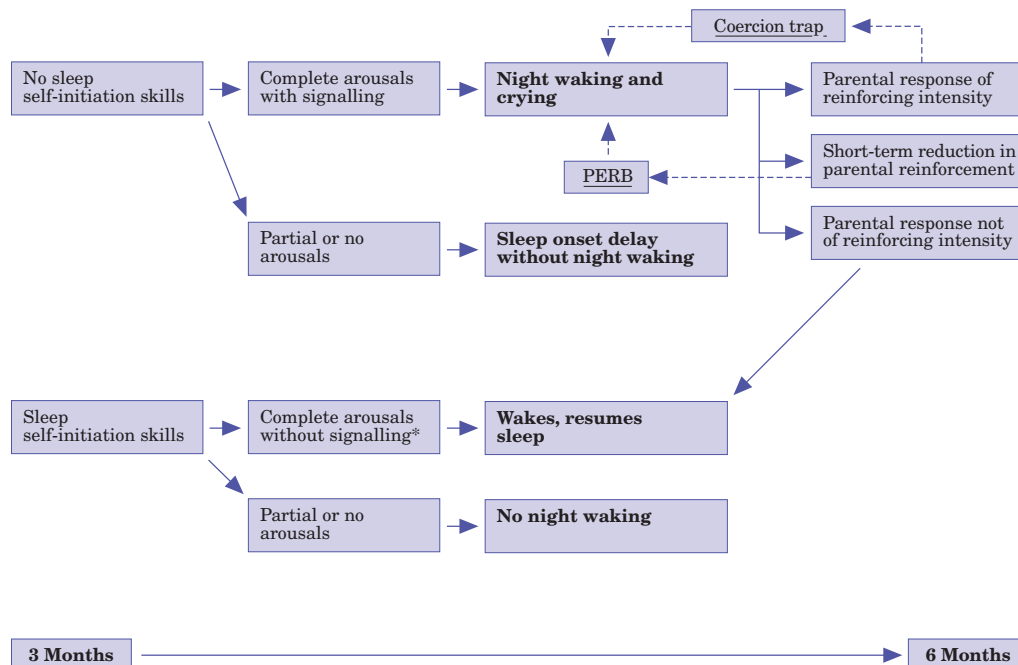 Coercion trap
No sleep
self-initiation skills
Complete arousals
with signalling
Night waking and
crying
Parental response of
reinforcing intensity
Short-term reduction in
parental reinforcement
PERB
Parental response not
of reinforcing intensity
Partial or no
arousals
Sleep onset delay
without night waking
Sleep
self-initiation skills
Complete arousals
without signalling*
Wakes, resumes
sleep
Partial or no
arousals
No night waking
3 Months
6 Months